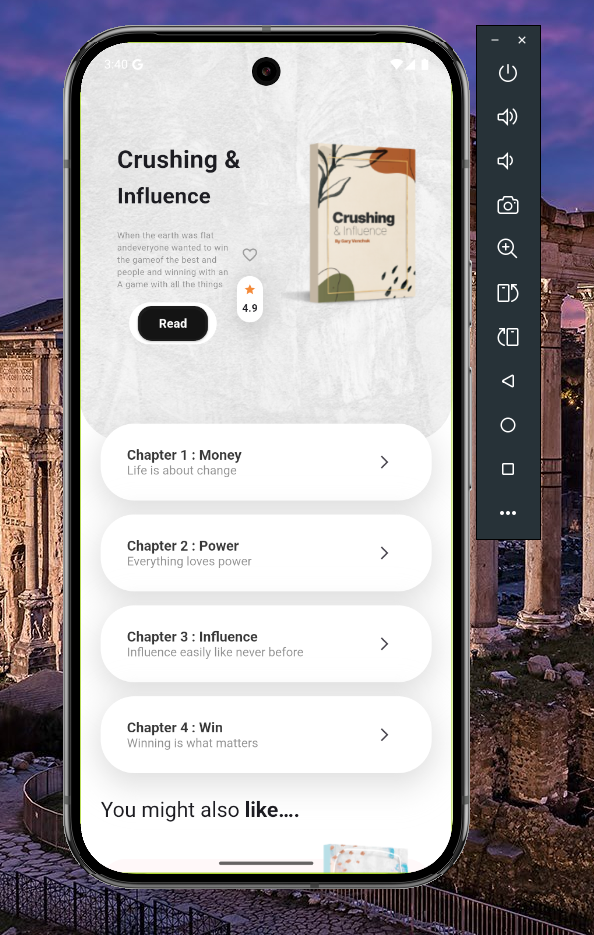 3:40 G
Crushing &
Influence
When the earth was flat
andeveryone wanted to win
the gameof the best and
people and winning with an
A game with all the things
4.9
Read
Crushing
& Influence
By Gary Venchuk
Chapter 1 : Money
Life is about change
Chapter 2 : Power
Everything loves power
Chapter 3 : Influence
Influence easily like never before
Chapter 4 : Win
Winning is what matters
You might also like….